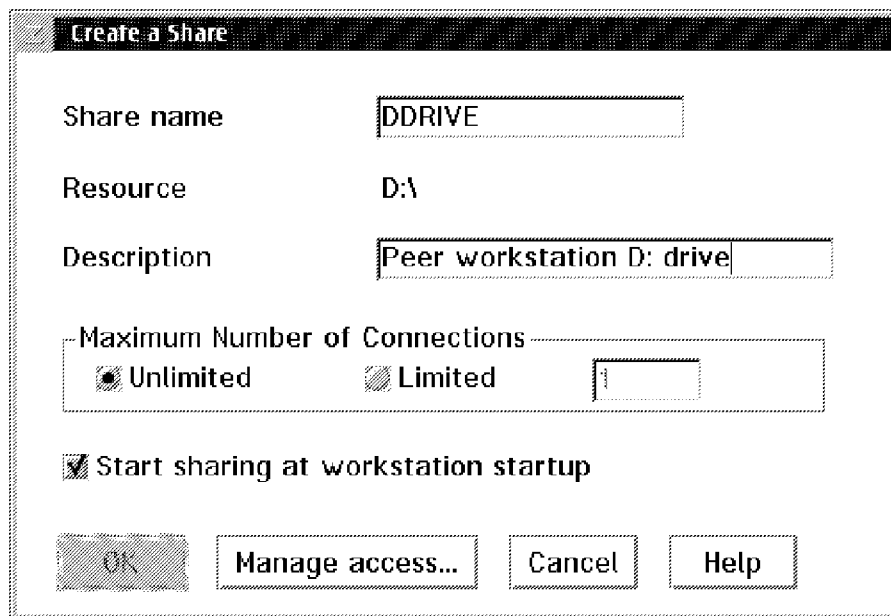 Create a Share
Share name DDRIVE
Resource D:\
Description Peer workstation D: drive
Maximum Number of Connections
Unlimited Limited 1
Start sharing at workstation startup
OK Manage access... Cancel Help